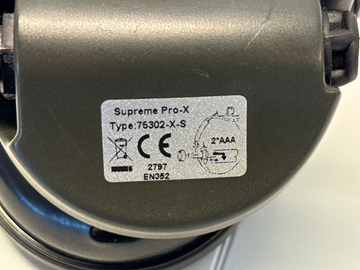 Supreme Pro-X
Type:75302-X-S
CE
2*AAA
2797
EN352